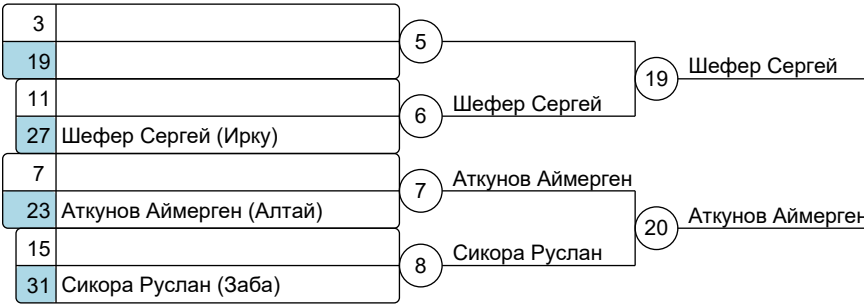 3
19
5
11
27 Шефер Сергей (Ирку)
6
Шефер Сергей
19
Шефер Сергей
7
23 Аткунов Аймерген (Алтай)
7
Аткунов Аймерген
15
31 Сикора Руслан (Заба)
8
Сикора Руслан
20
Аткунов Аймерген